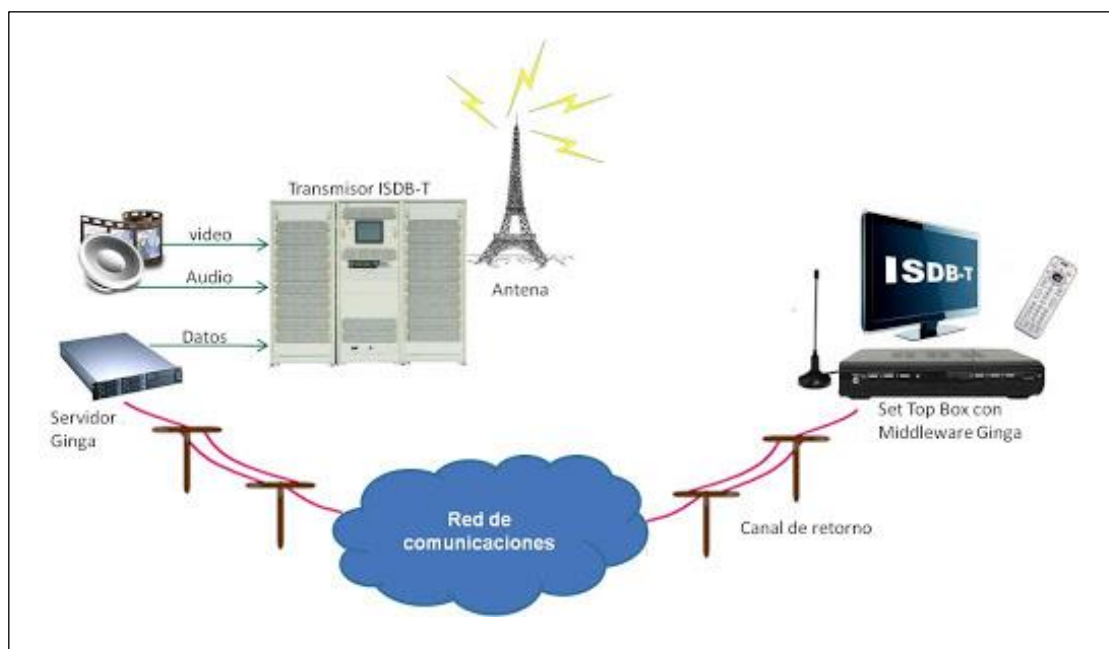 Transmisor ISDB-T
video
Audio
Datos
Antena
ISDB-T
Servidor
Ginga
Set Top Box con
Middleware Ginga
Red de
comunicaciones
Canal de retorno